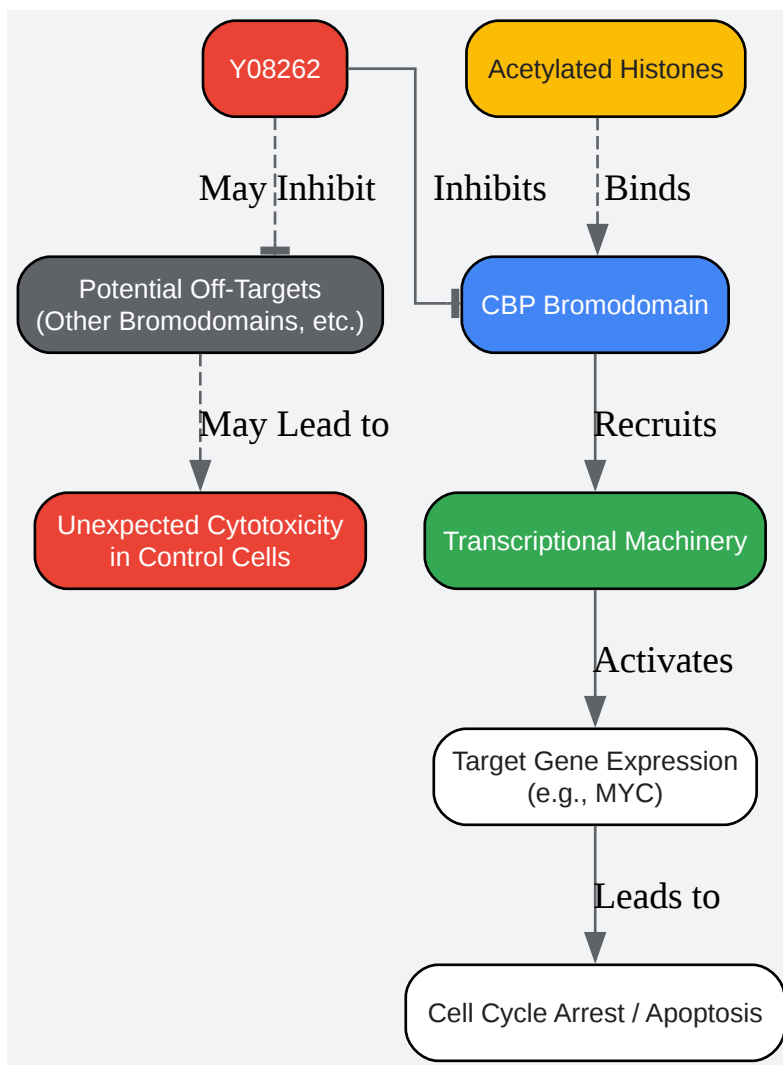 Y08262
Acetylated Histones
May Inhibit
Inhibits
Binds
Potential Off-Targets
(Other Bromodomains, etc.)
CBP Bromodomain
May Lead to
Recruits
Unexpected Cytotoxicity
in Control Cells
Transcriptional Machinery
Activates
Target Gene Expression
(e.g., MYC)
Leads to
Cell Cycle Arrest / Apoptosis